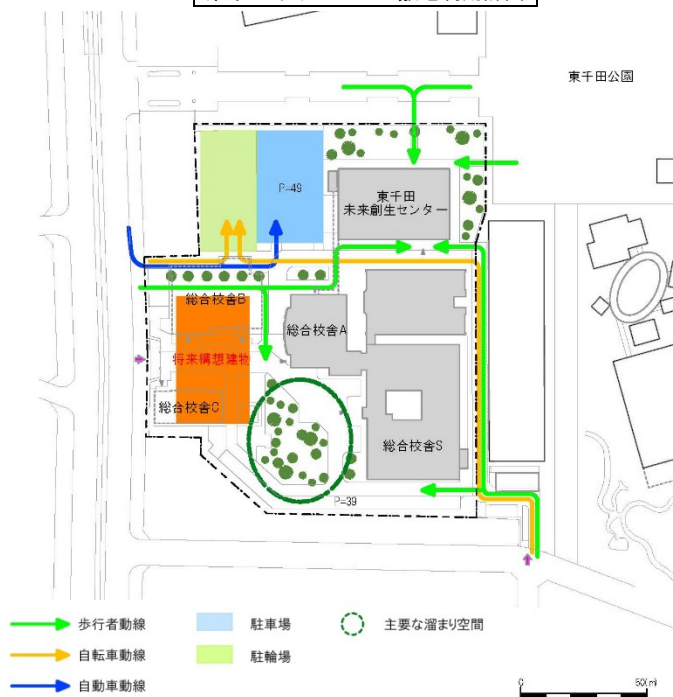 東千田公園
P=49
東千田
未来創生センター
総合校舎B
総合校舎A
将来構想建物
総合校舎C
総合校舎S
P=39
歩行者動線
駐車場
主要な溜まり空間
自転車動線
駐輪場
自動車動線
0
50(m)